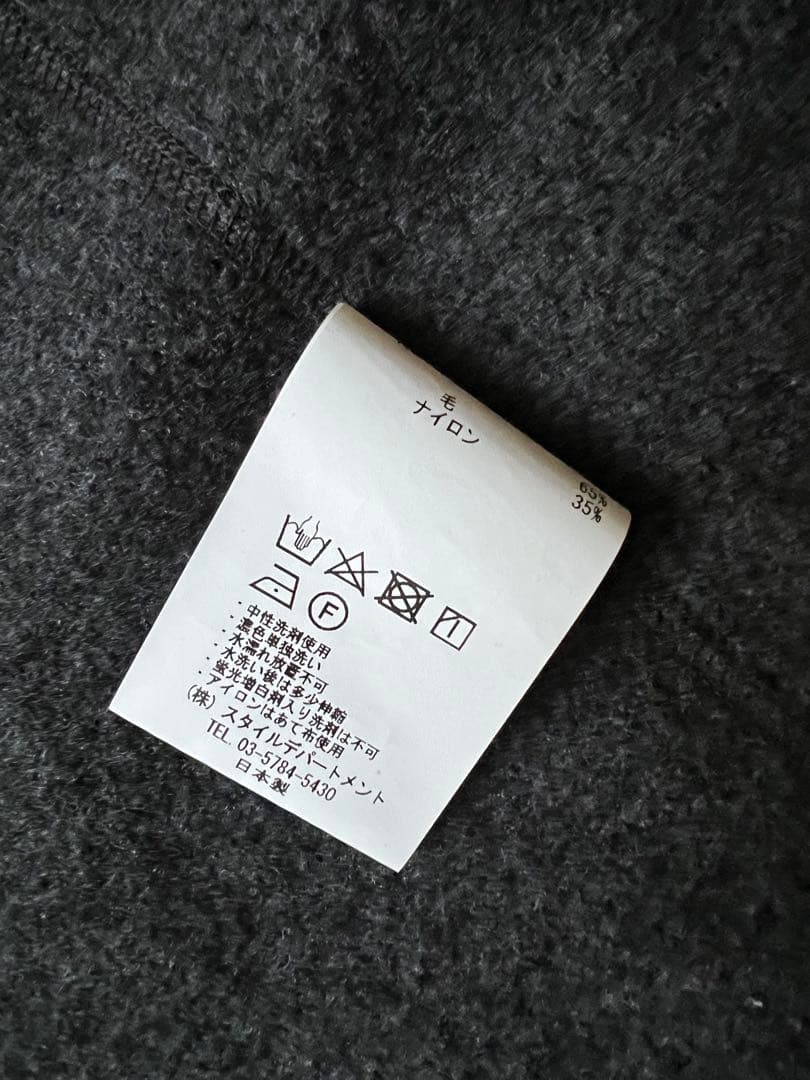 毛
ナイロン
65%
35%
F
・中性洗剤使用
・濃色単独洗い
・水濡れ放置不可
・水洗い後は多少伸縮
・蛍光増白剤入り洗剤は不可
・アイロンはあて布使用
(株) スタイルデパートメント
TEL. 03-5784-5430
日本製